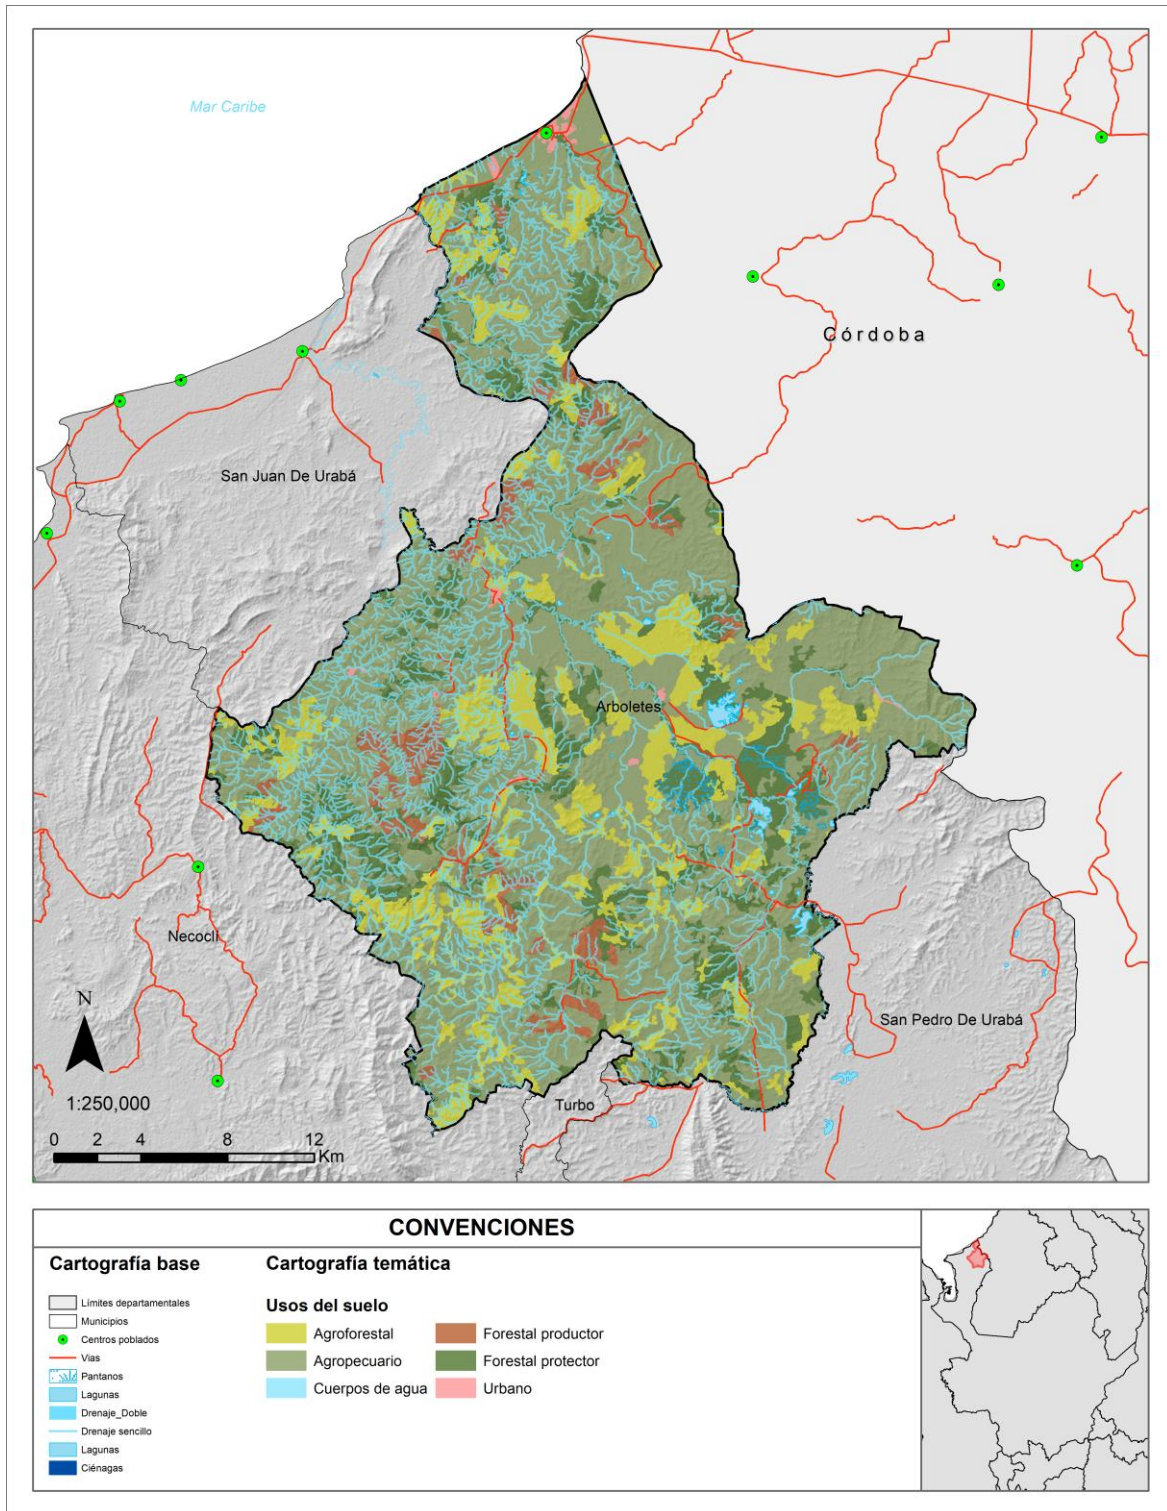 Mar Caribe
Córdoba
San Juan De Urabá
Arboletes
Necoclí
San Pedro De Urabá
Turbo
N
1:250,000
0 2 4 8 12
Km
CONVENCIONES
Cartografía base
Límites departamentales
Municipios
Centros poblados
Vias
Pantanos
Lagunas
Drenaje_Doble
Drenaje sencillo
Lagunas
Ciénagas
Cartografía temática
Usos del suelo
Agroforestal
Agropecuario
Cuerpos de agua
Forestal productor
Forestal protector
Urbano